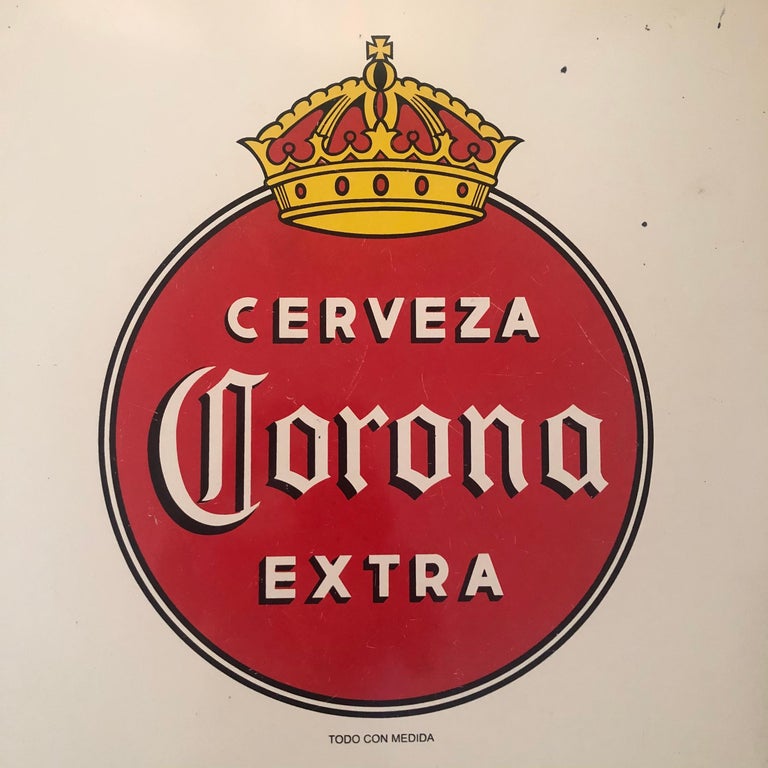 CERVEZA
Corona
EXTRA
TODO CON MEDIDA